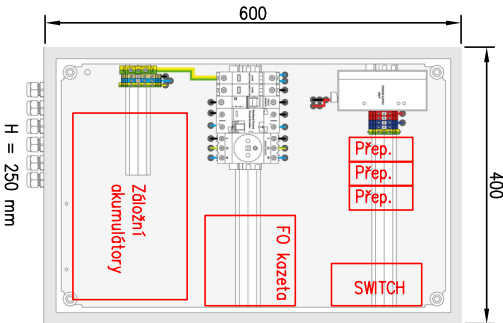 600
400
H = 250 mm
Záložní
akumulátory
FO kazeta
Přep.
Přep.
Přep.
SWITCH